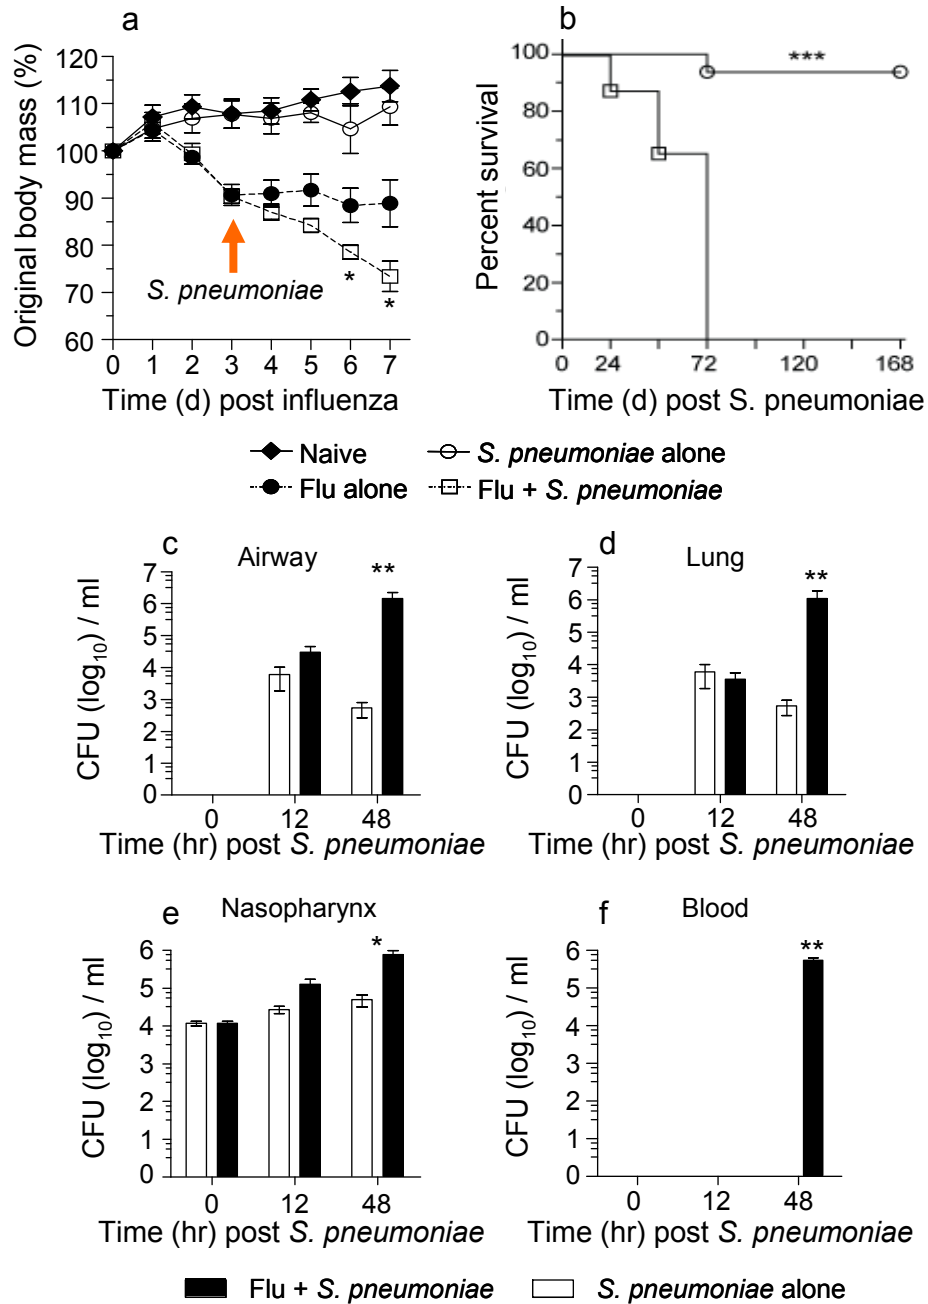 a
Original body mass (%)
120
110
100
90
80
70
60
S. pneumoniae
*
*
0 1 2 3 4 5 6 7
Time (d) post influenza
b
Percent survival
100
80
60
40
20
0
***
0 24 72 120 168
Time (d) post S. pneumoniae
Naive
S. pneumoniae alone
Flu alone
Flu + S. pneumoniae
c
Airway
CFU (log10) / ml
7
6
5
4
3
2
1
0
**
0 12 48
Time (hr) post S. pneumoniae
d
Lung
CFU (log10) / ml
7
6
5
4
3
2
1
0
**
0 12 48
Time (hr) post S. pneumoniae
e
Nasopharynx
CFU (log10) / ml
6
5
4
3
2
1
0
*
0 12 48
Time (hr) post S. pneumoniae
f
Blood
CFU (log10) / ml
6
5
4
3
2
1
0
**
0 12 48
Time (hr) post S. pneumoniae
Flu + S. pneumoniae
S. pneumoniae alone